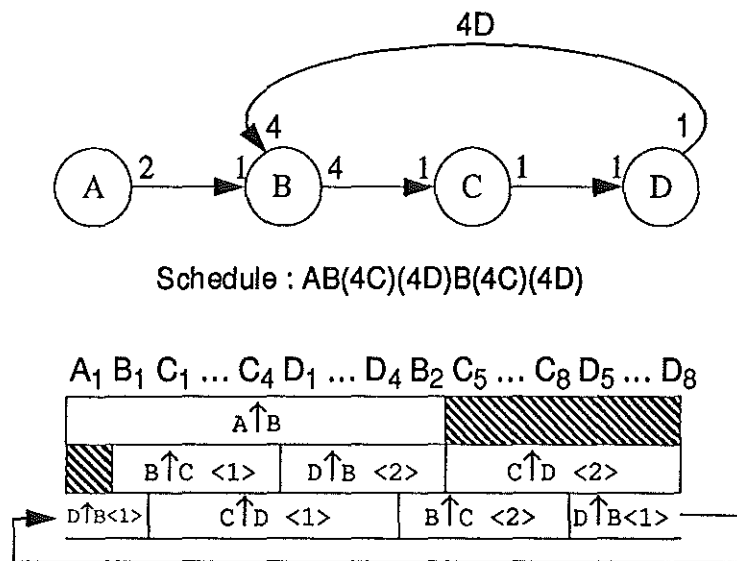 4D
4 1
A 2 1 B 4 1 C 1 1 D
Schedule : AB(4C)(4D)B(4C)(4D)
A₁ B₁ C₁ ... C₄ D₁ ... D₄ B₂ C₅ ... C₈ D₅ ... D₈
A↑B
B↑C <1> D↑B <2> C↑D <2>
D↑B<1> C↑D <1> B↑C <2> D↑B<1>